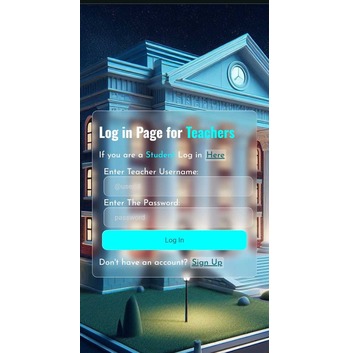 Log in Page for Teachers
If you are a Student Log in Here
Enter Teacher Username:
Enter The Password:
password
Log In
Don't have an account? Sign Up